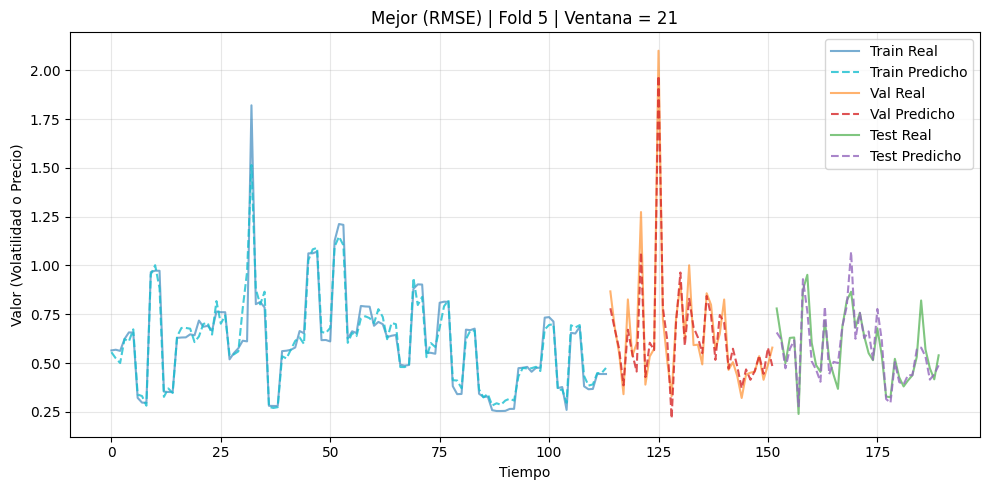 Mejor (RMSE) | Fold 5 | Ventana = 21
Train Real
Train Predicho
Val Real
Val Predicho
Test Real
Test Predicho
Valor (Volatilidad o Precio)
2.00
1.75
1.50
1.25
1.00
0.75
0.50
0.25
0
25
50
75
100
125
150
175
Tiempo